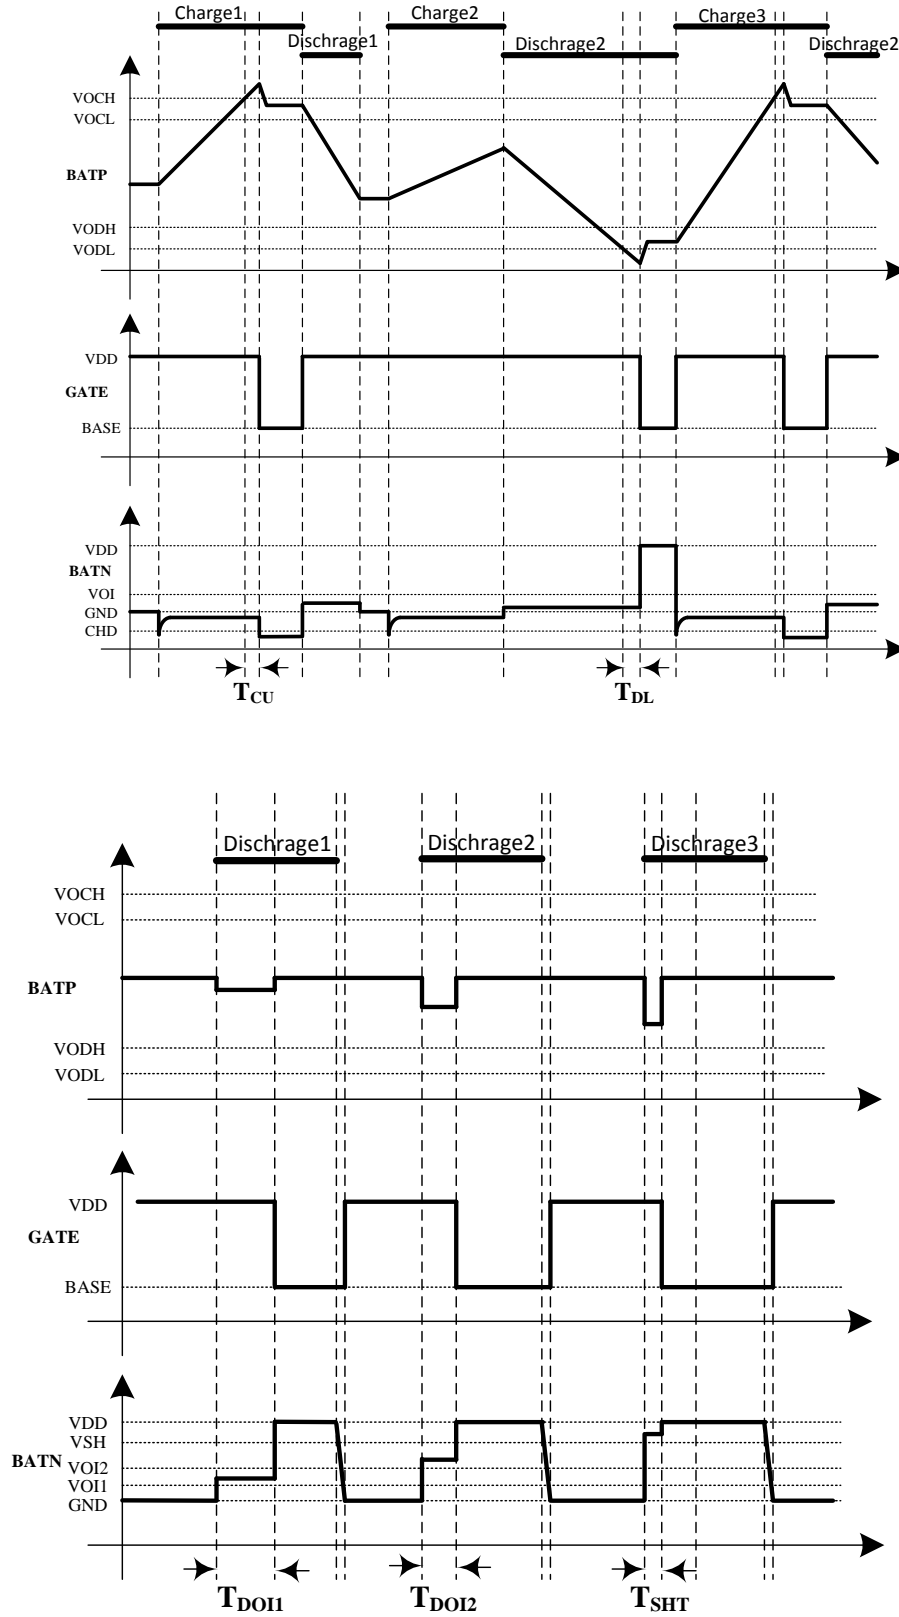 Charge1
Charge2
Charge3
Dischrage1
Dischrage2
Dischrage2
VOCH
VOCL
BATP
VODH
VODL
VDD
GATE
BASE
VDD
BATN
VOI
GND
CHD
TCU
TDL
Dischrage1
Dischrage2
Dischrage3
VOCH
VOCL
BATP
VODH
VODL
VDD
GATE
BASE
VDD
VSH
BATN
VOI2
VOI1
GND
TDOI1
TDOI2
TSHT